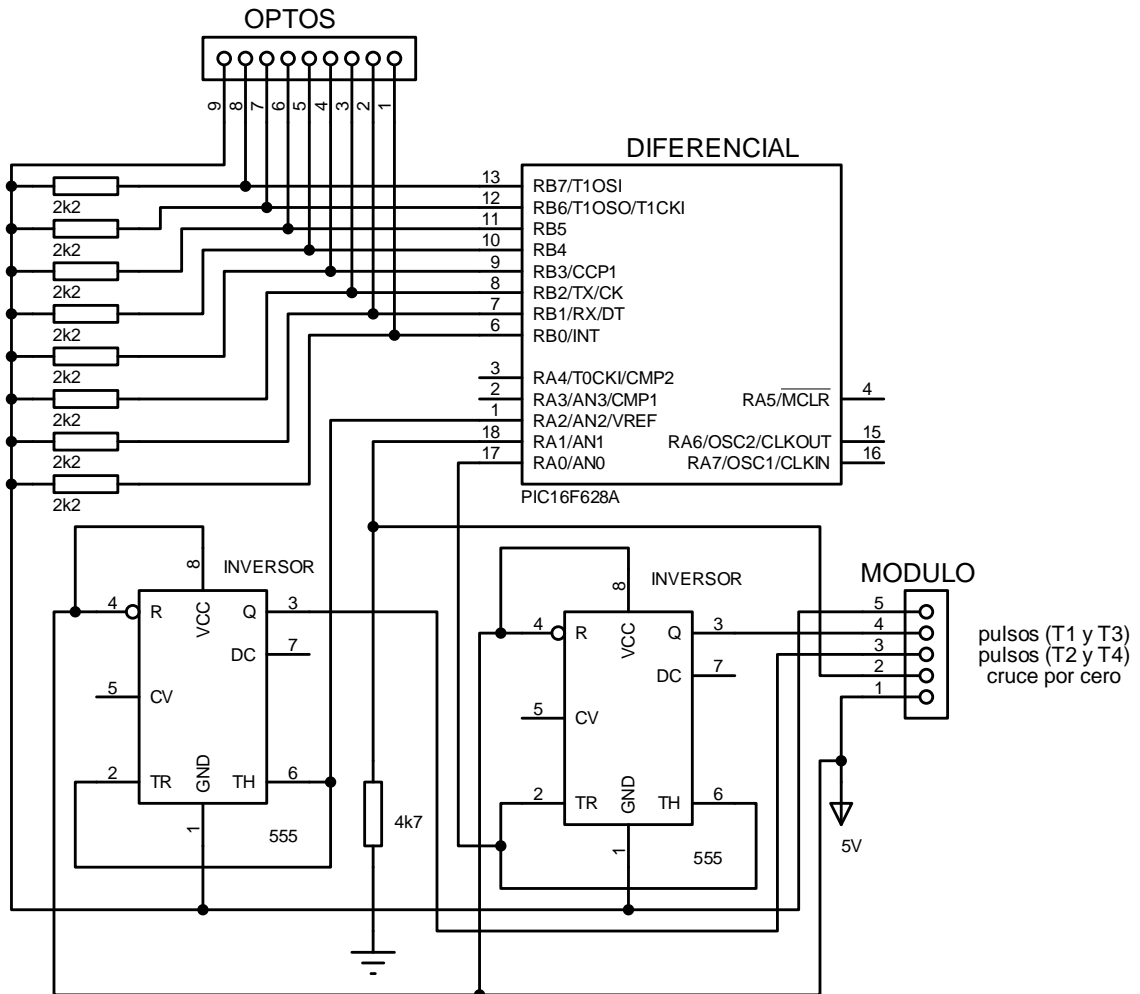 OPTOS
9 8 7 6 5 4 3 2 1
DIFERENCIAL
13 RB7/T1OSI
12 RB6/T1OSO/T1CKI
11 RB5
10 RB4
9 RB3/CCP1
8 RB2/TX/CK
7 RB1/RX/DT
6 RB0/INT
3 RA4/T0CKI/CMP2
2 RA3/AN3/CMP1
1 RA2/AN2/VREF
18 RA1/AN1
17 RA0/AN0
RA5/MCLR 4
RA6/OSC2/CLKOUT 15
RA7/OSC1/CLKIN 16
PIC16F628A
2k2
2k2
2k2
2k2
2k2
2k2
2k2
2k2
INVERSOR
8
4 R VCC Q 3
DC 7
5 CV
2 TR GND TH 6
1
555
4k7
INVERSOR
8
4 R VCC Q 3
DC 7
5 CV
2 TR GND TH 6
1
555
MODULO
5
4
3
2
1
pulsos (T1 y T3)
pulsos (T2 y T4)
cruce por cero
5V